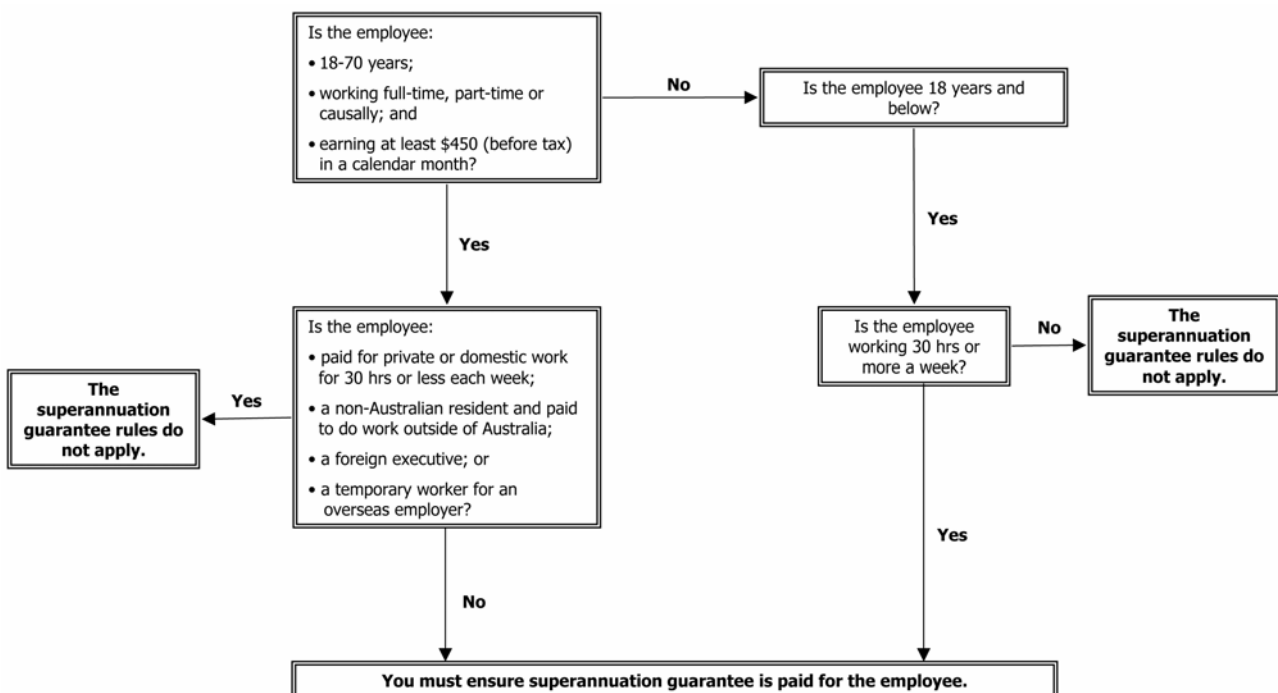 Is the employee:
• 18-70 years;
• working full-time, part-time or
causally; and
• earning at least $450 (before tax)
in a calendar month?
No
Is the employee 18 years and
below?
Yes
Yes
Is the employee:
• paid for private or domestic work
for 30 hrs or less each week;
• a non-Australian resident and paid
to do work outside of Australia;
• a foreign executive; or
• a temporary worker for an
overseas employer?
Yes
The
superannuation
guarantee rules do
not apply.
Is the employee
working 30 hrs or
more a week?
No
The
superannuation
guarantee rules do
not apply.
Yes
No
You must ensure superannuation guarantee is paid for the employee.